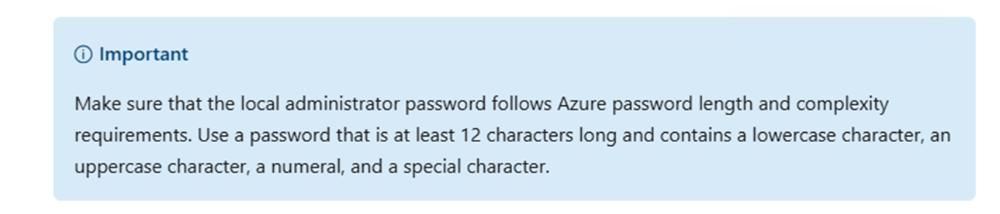 Important
Make sure that the local administrator password follows Azure password length and complexity
requirements. Use a password that is at least 12 characters long and contains a lowercase character, an
uppercase character, a numeral, and a special character.